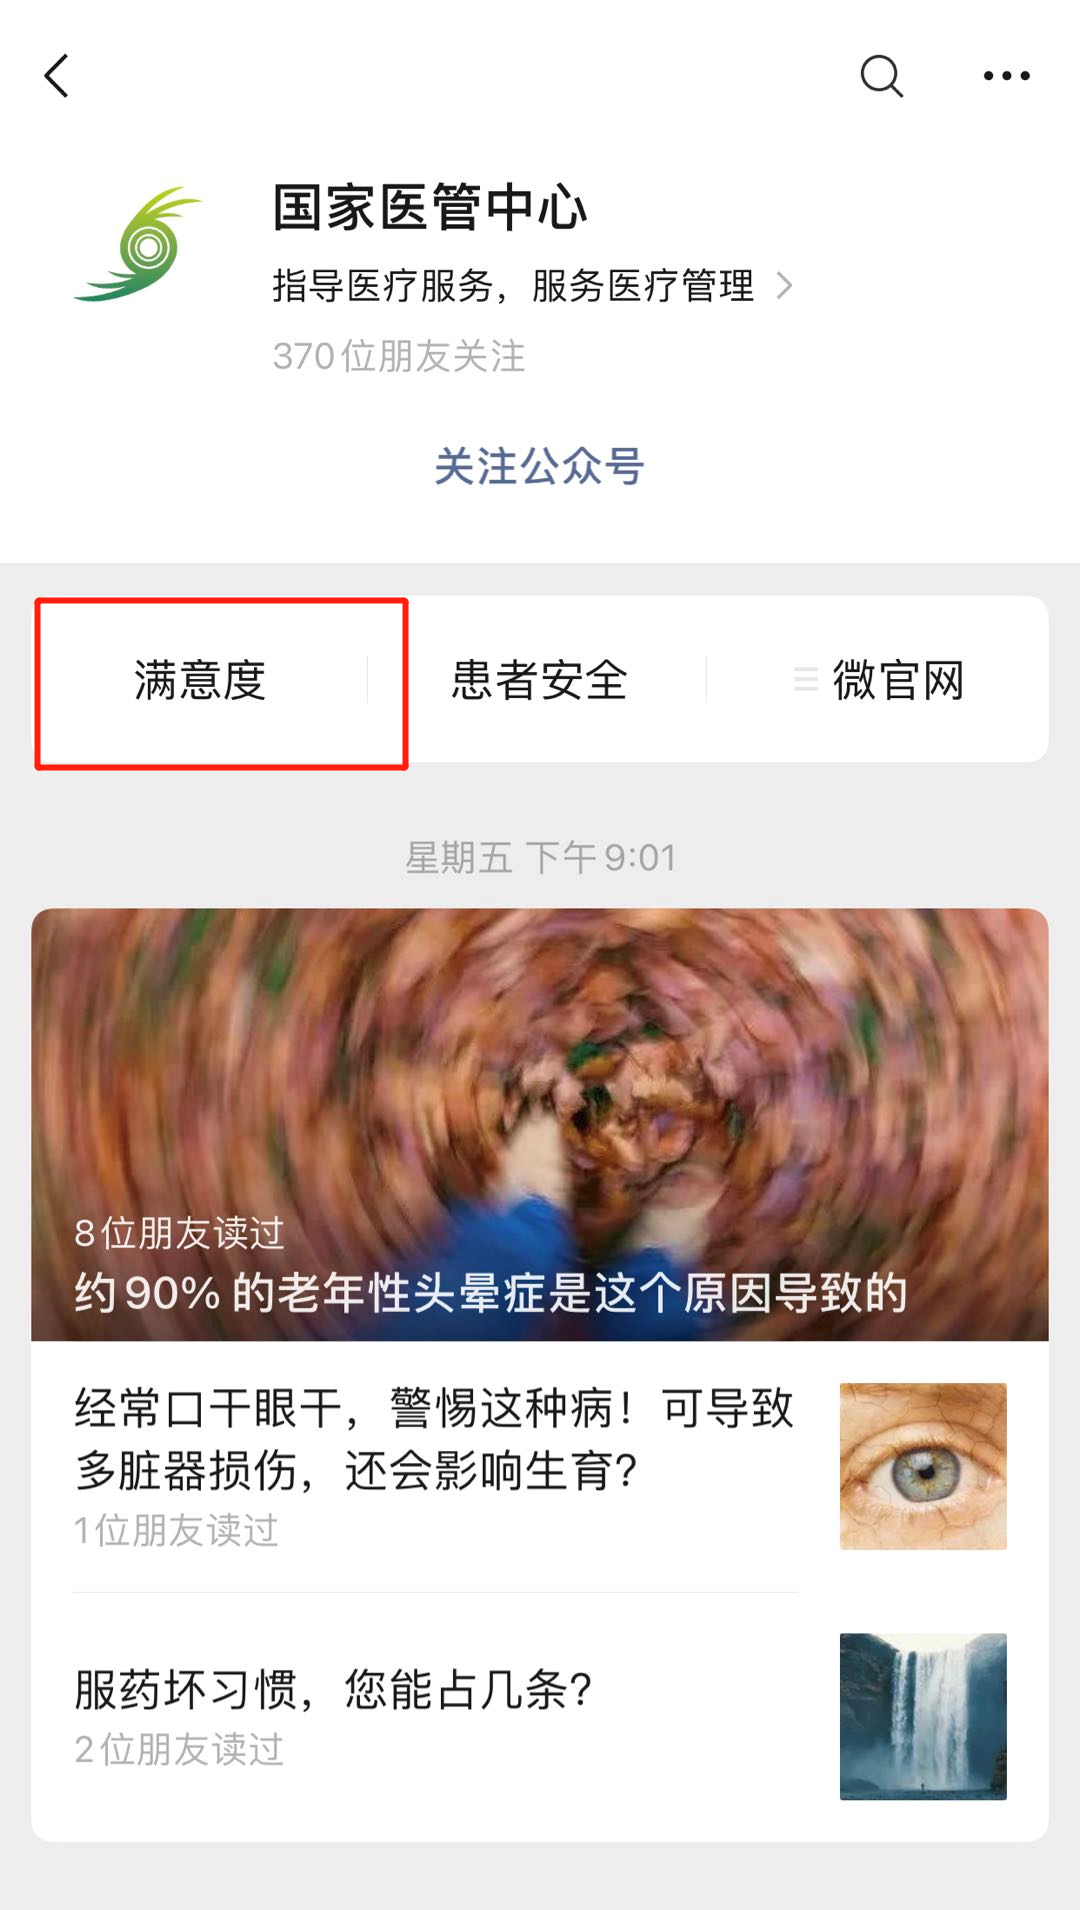 国家医管中心
指导医疗服务，服务医疗管理
370位朋友关注
关注公众号
满意度
患者安全
微官网
星期五 下午9:01
8位朋友读过
约90%的老年性头晕症是这个原因导致的
经常口干眼干，警惕这种病！可导致
多脏器损伤，还会影响生育？
1位朋友读过
服药坏习惯，您能占几条？
2位朋友读过